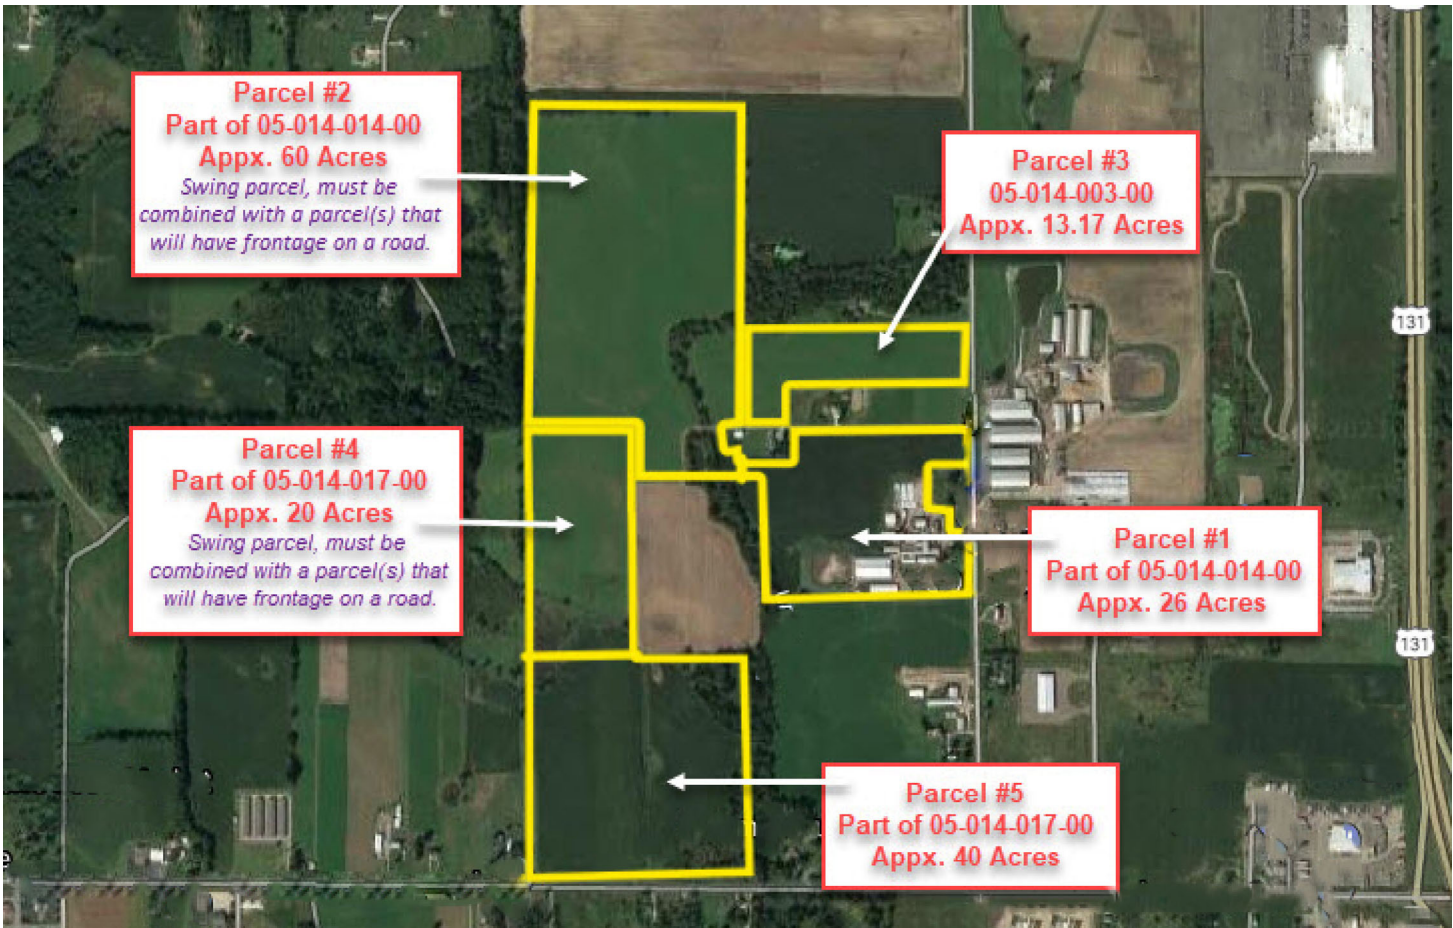 Parcel #2
Part of 05-014-014-00
Appx. 60 Acres
Swing parcel, must be
combined with a parcel(s) that
will have frontage on a road.
Parcel #3
05-014-003-00
Appx. 13.17 Acres
131
Parcel #4
Part of 05-014-017-00
Appx. 20 Acres
Swing parcel, must be
combined with a parcel(s) that
will have frontage on a road.
Parcel #1
Part of 05-014-014-00
Appx. 26 Acres
131
Parcel #5
Part of 05-014-017-00
Appx. 40 Acres